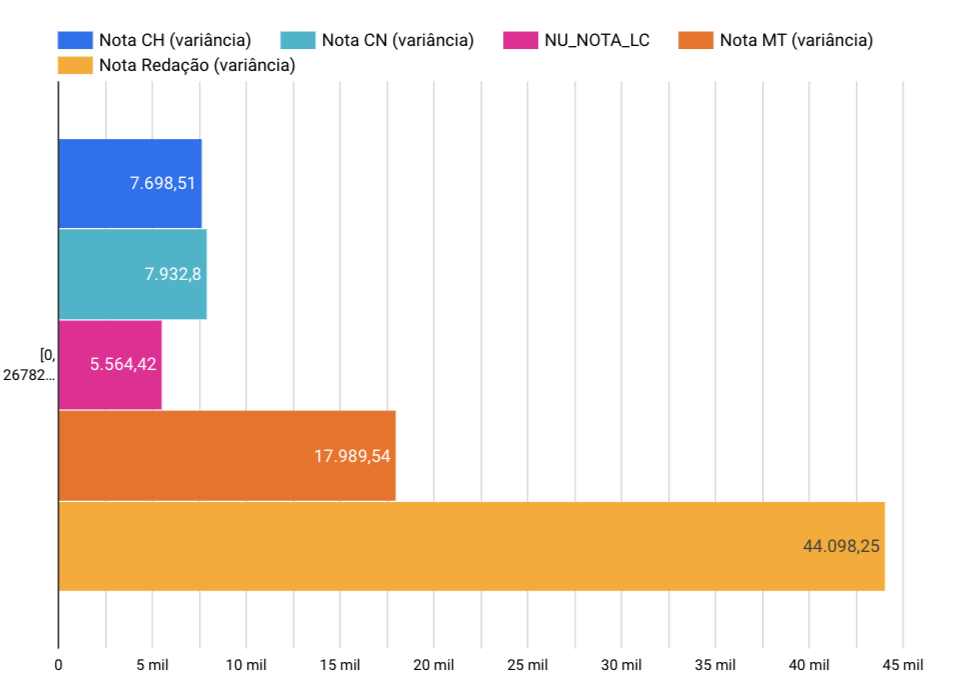 Nota CH (variância) Nota CN (variância) NU_NOTA_LC Nota MT (variância)
Nota Redação (variância)
7.698,51
7.932,8
[0,
26782...
5.564,42
17.989,54
44.098,25
0 5 mil 10 mil 15 mil 20 mil 25 mil 30 mil 35 mil 40 mil 45 mil